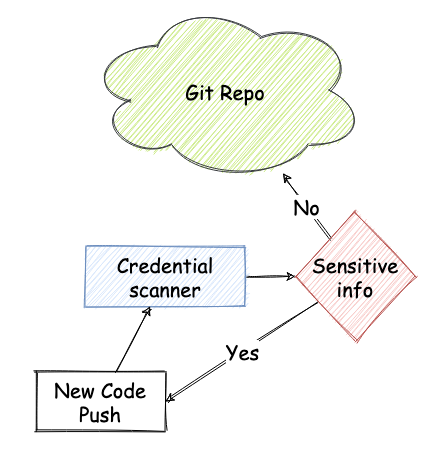 Git Repo
No
Credential
scanner
Sensitive
info
Yes
New Code
Push